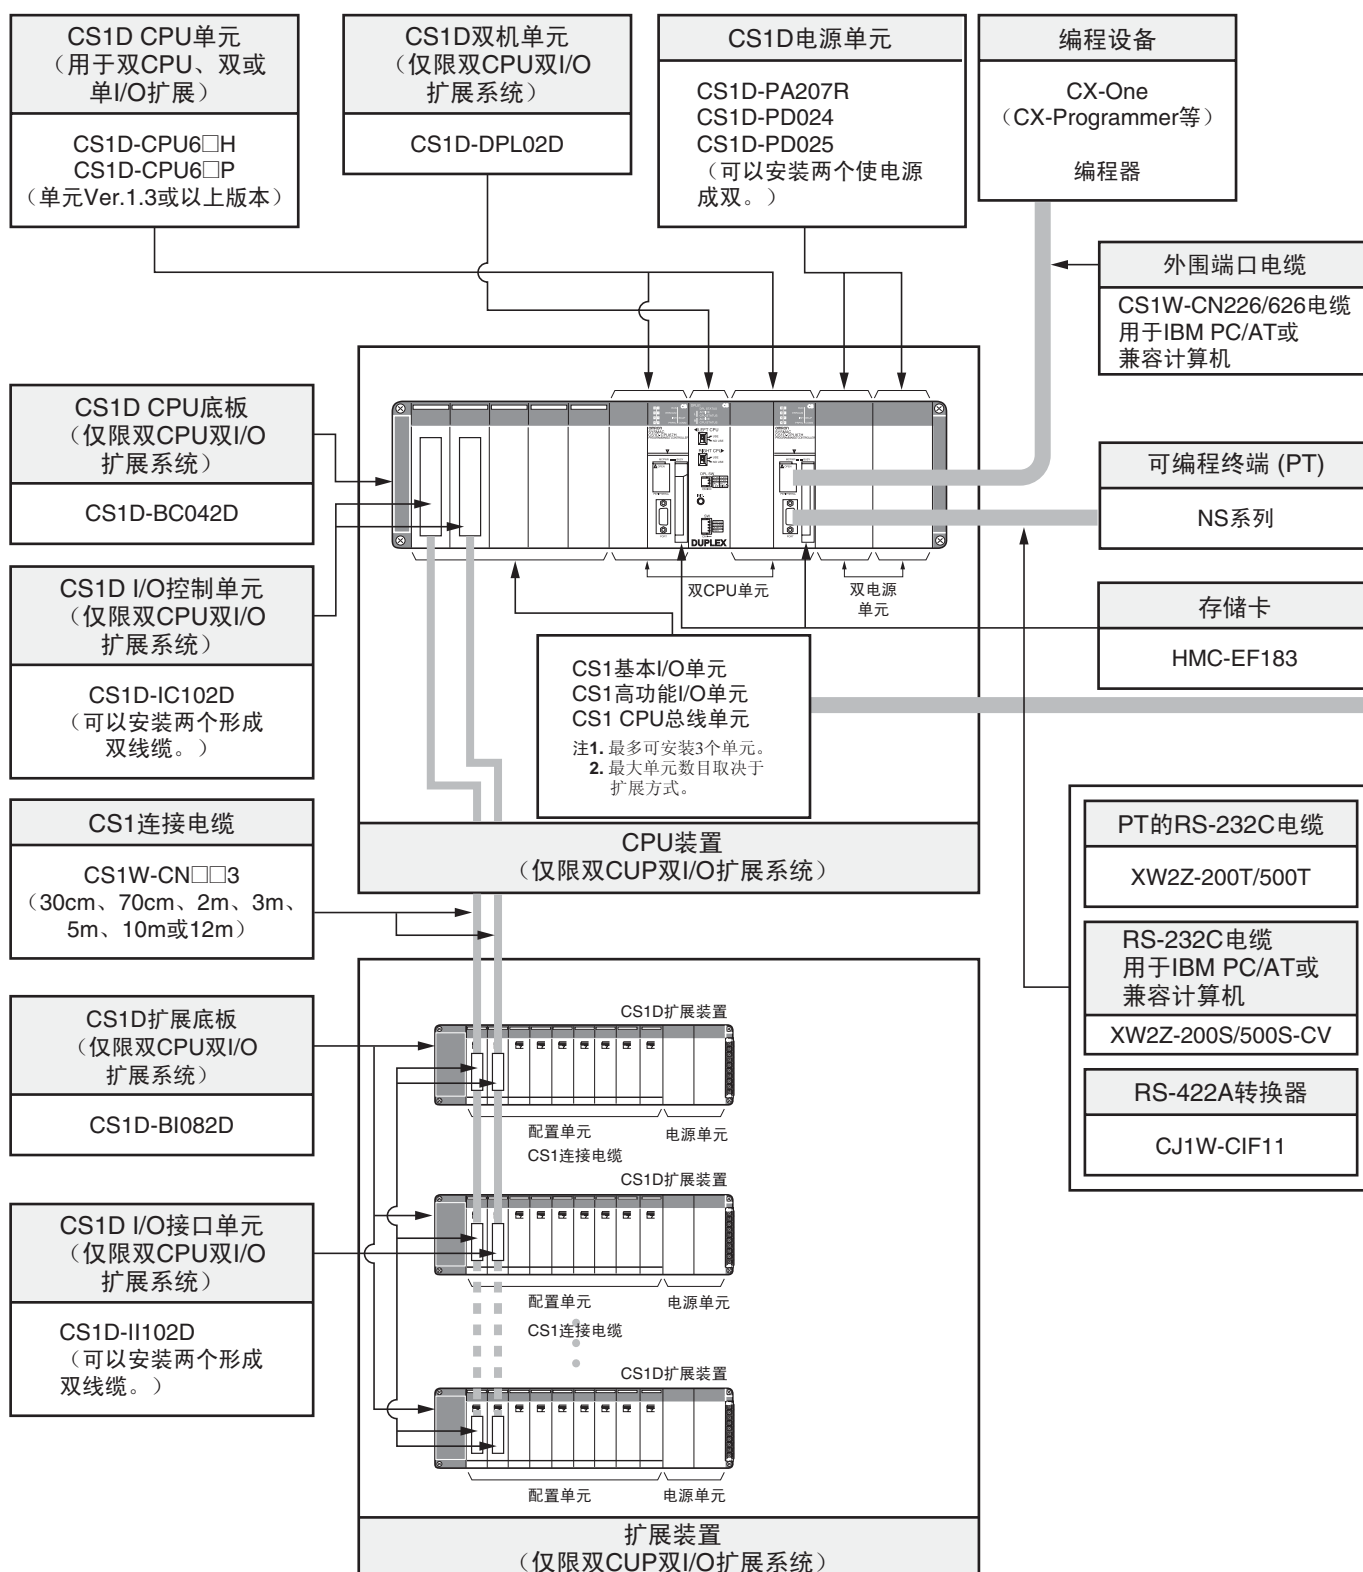 CS1D CPU单元
（用于双CPU、双或
单I/O扩展）
CS1D-CPU6□H
CS1D-CPU6□P
（单元Ver.1.3或以上版本）
CS1D双机单元
（仅限双CPU双I/O
扩展系统）
CS1D-DPL02D
CS1D电源单元
CS1D-PA207R
CS1D-PD024
CS1D-PD025
（可以安装两个使电源
成双。）
编程设备
CX-One
（CX-Programmer等）
编程器
外围端口电缆
CS1W-CN226/626电缆
用于IBM PC/AT或
兼容计算机
CS1D CPU底板
（仅限双CPU双I/O
扩展系统）
CS1D-BC042D
可编程终端 (PT)
NS系列
DUPLEX
双CPU单元
双电源
单元
CS1D I/O控制单元
（仅限双CPU双I/O
扩展系统）
CS1D-IC102D
（可以安装两个形成
双线缆。）
存储卡
HMC-EF183
CS1基本I/O单元
CS1高功能I/O单元
CS1 CPU总线单元
注1. 最多可安装3个单元。
2. 最大单元数目取决于
扩展方式。
CS1连接电缆
CS1W-CN□□3
（30cm、70cm、2m、3m、
5m、10m或12m）
CPU装置
（仅限双CUP双I/O扩展系统）
PT的RS-232C电缆
XW2Z-200T/500T
RS-232C电缆
用于IBM PC/AT或
兼容计算机
XW2Z-200S/500S-CV
RS-422A转换器
CJ1W-CIF11
CS1D扩展底板
（仅限双CPU双I/O
扩展系统）
CS1D-BI082D
CS1D扩展装置
配置单元
电源单元
CS1连接电缆
CS1D扩展装置
CS1D I/O接口单元
（仅限双CPU双I/O
扩展系统）
CS1D-II102D
（可以安装两个形成
双线缆。）
配置单元
电源单元
CS1连接电缆
CS1D扩展装置
配置单元
电源单元
扩展装置
（仅限双CUP双I/O扩展系统）